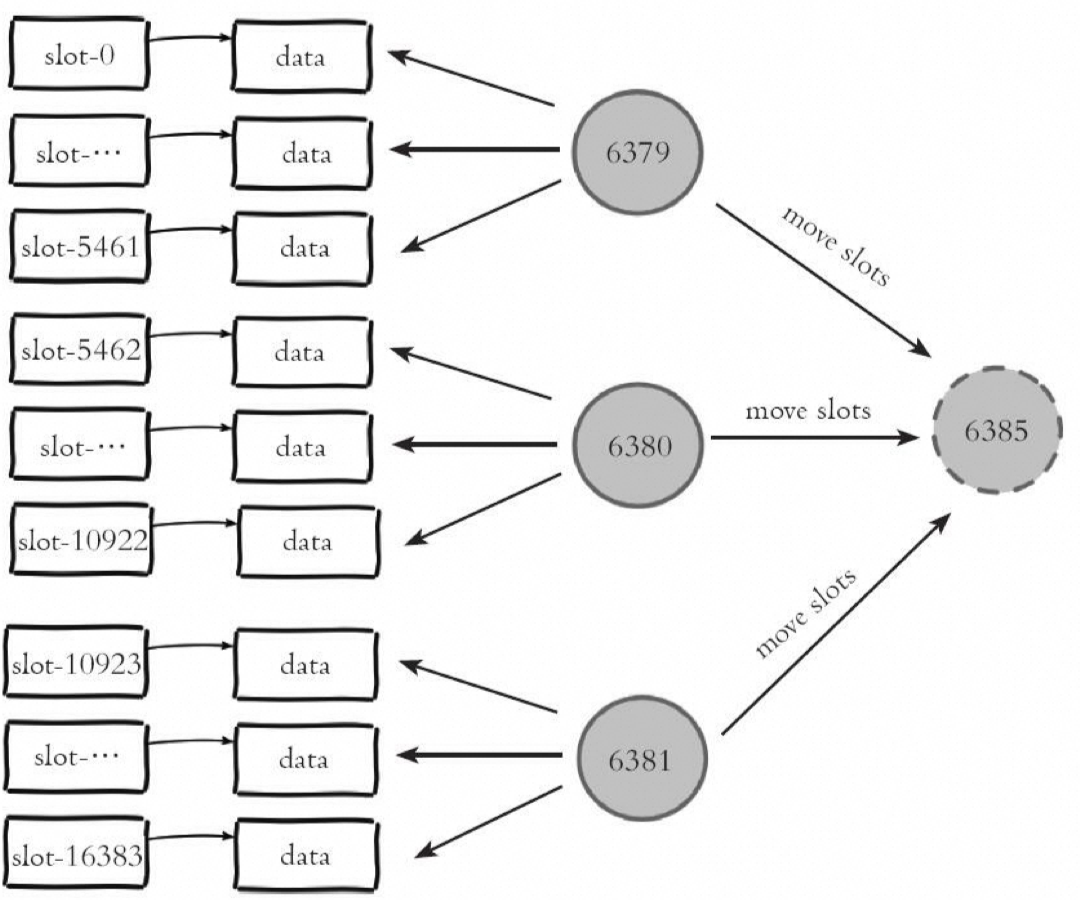 slot-0
data
slot-…
data
slot-5461
data
6379
move slots
slot-5462
data
slot-…
data
slot-10922
data
6380
move slots
6385
slot-10923
data
slot-…
data
slot-16383
data
6381
move slots